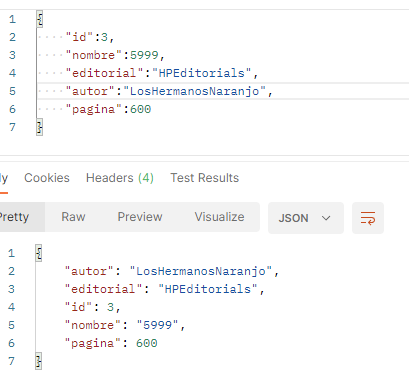 1 {
2 "id":3,
3 "nombre":5999,
4 "editorial":"HPEditorials",
5 "autor":"LosHermanosNaranjo",
6 "pagina":600
7 }
Cookies Headers (4) Test Results
Pretty Raw Preview Visualize JSON
1 {
2 "autor": "LosHermanosNaranjo",
3 "editorial": "HPEditorials",
4 "id": 3,
5 "nombre": "5999",
6 "pagina": 600
7 }